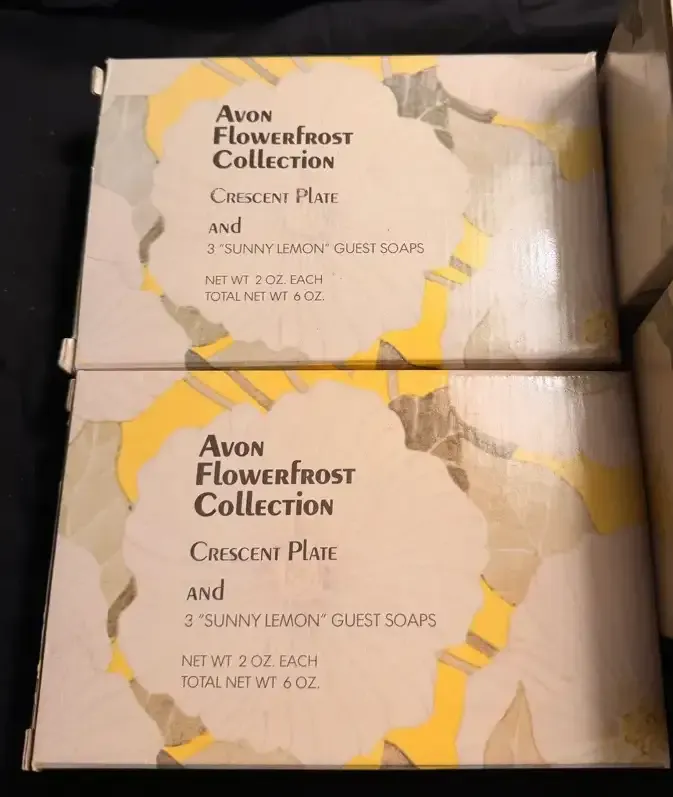 Avon
Flowerfrost
Collection
Crescent Plate
and
3 "SUNNY LEMON" GUEST SOAPS
NET WT 2 OZ. EACH
TOTAL NET WT 6 OZ.
Avon
Flowerfrost
Collection
Crescent Plate
and
3 "SUNNY LEMON" GUEST SOAPS
NET WT 2 OZ. EACH
TOTAL NET WT 6 OZ.